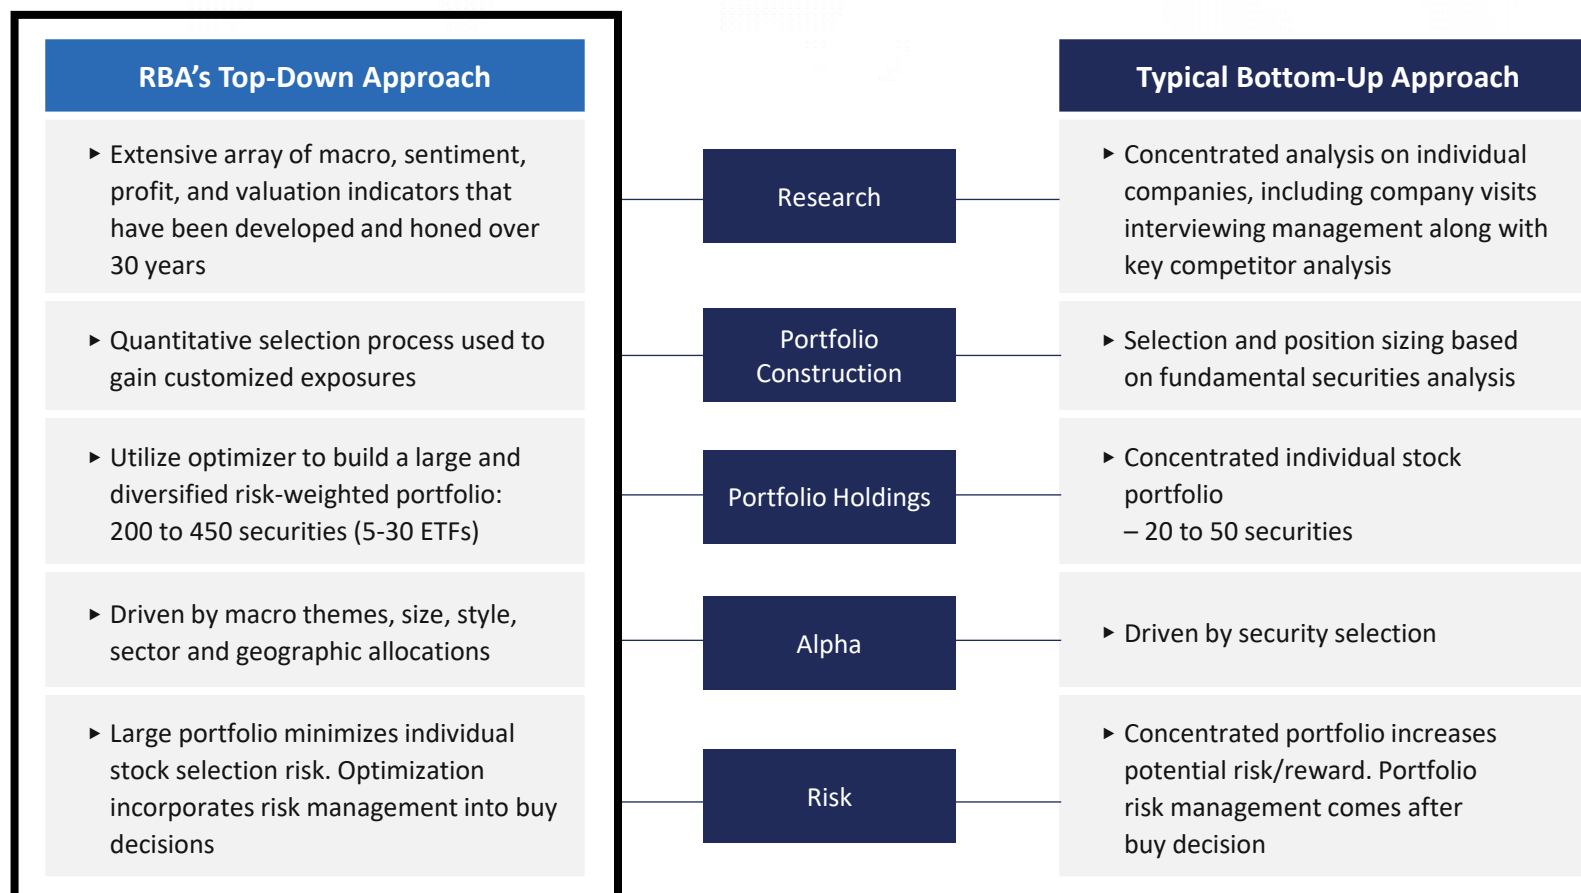 RBA’s Top-Down Approach
Typical Bottom-Up Approach
▸ Extensive array of macro, sentiment,
profit, and valuation indicators that
have been developed and honed over
30 years
Research
▸ Concentrated analysis on individual
companies, including company visits
interviewing management along with
key competitor analysis
▸ Quantitative selection process used to
gain customized exposures
Portfolio
Construction
▸ Selection and position sizing based
on fundamental securities analysis
▸ Utilize optimizer to build a large and
diversified risk-weighted portfolio:
200 to 450 securities (5-30 ETFs)
Portfolio Holdings
▸ Concentrated individual stock
portfolio
– 20 to 50 securities
▸ Driven by macro themes, size, style,
sector and geographic allocations
Alpha
▸ Driven by security selection
▸ Large portfolio minimizes individual
stock selection risk. Optimization
incorporates risk management into buy
decisions
Risk
▸ Concentrated portfolio increases
potential risk/reward. Portfolio
risk management comes after
buy decision